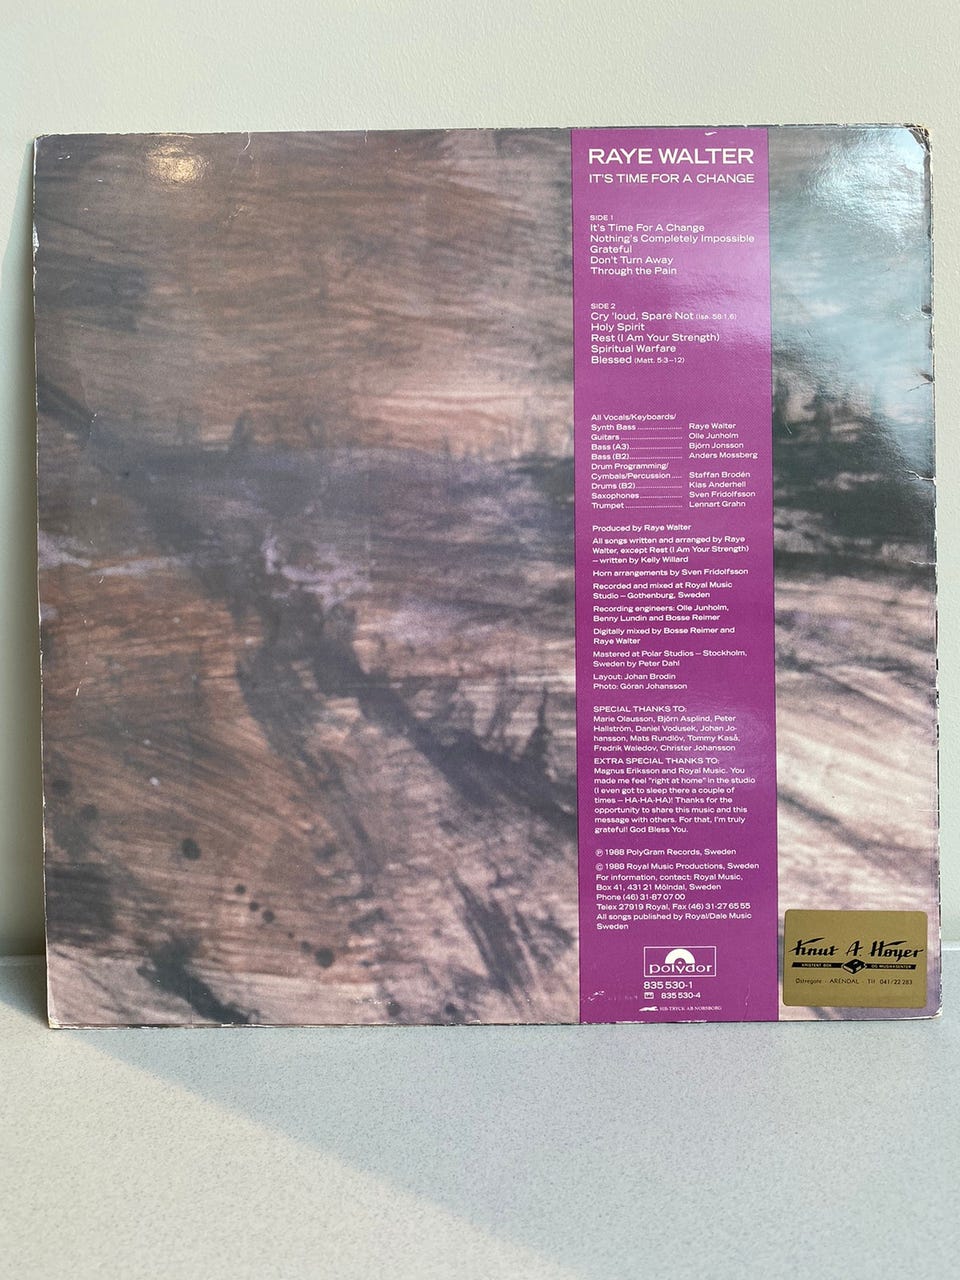 RAYE WALTER
IT'S TIME FOR A CHANGE
SIDE 1
It's Time For A Change
Nothing's Completely Impossible
Grateful
Don't Turn Away
Through the Pain
SIDE 2
Cry 'loud, Spare Not (Isa. 58:1,6)
Holy Spirit
Rest (I Am Your Strength)
Spiritual Warfare
Blessed (Matt. 5:3–12)
All Vocals/Keyboards/
Synth Bass ..................... Raye Walter
Guitars ............................ Olle Junholm
Bass (A3) ........................ Björn Jonsson
Bass (B2) ........................ Anders Mossberg
Drum Programming/
Cymbals/Percussion .... Staffan Brodén
Drums (B2) ..................... Klas Anderhell
Saxophones ................... Sven Fridolfsson
Trumpet .......................... Lennart Grahn
Produced by Raye Walter
All songs written and arranged by Raye
Walter, except Rest (I Am Your Strength)
– written by Kelly Willard
Horn arrangements by Sven Fridolfsson
Recorded and mixed at Royal Music
Studio – Gothenburg, Sweden
Recording engineers: Olle Junholm,
Benny Lundin and Bosse Reimer
Digitally mixed by Bosse Reimer and
Raye Walter
Mastered at Polar Studios – Stockholm,
Sweden by Peter Dahl
Layout: Johan Brodin
Photo: Göran Johansson
SPECIAL THANKS TO:
Marie Olausson, Björn Asplind, Peter
Hallström, Daniel Vodusek, Johan Jo-
hansson, Mats Rundlöv, Tommy Kaså,
Fredrik Waledov, Christer Johansson
EXTRA SPECIAL THANKS TO:
Magnus Eriksson and Royal Music. You
made me feel "right at home" in the studio
(I even got to sleep there a couple of
times – HA-HA-HA)! Thanks for the
opportunity to share this music and this
message with others. For that, I'm truly
grateful! God Bless You.
℗ 1988 PolyGram Records, Sweden
© 1988 Royal Music Productions, Sweden
For information, contact: Royal Music,
Box 41, 431 21 Mölndal, Sweden
Phone (46) 31-87 07 00
Telex 27919 Royal, Fax (46) 31-27 65 55
All songs published by Royal/Dale Music
Sweden
polydor
835 530-1
835 530-4
HB-TRYCK AB NORSBORG
Knut A. Høyer
KRISTENT BOK OG MUSIKKSENTER
Østregate - ARENDAL - Tlf. 041/22 283